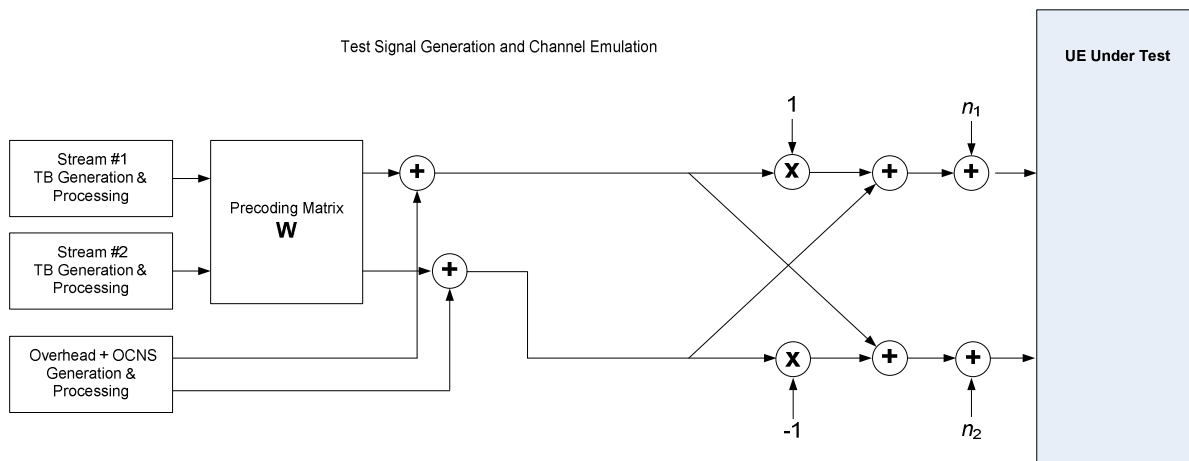 Test Signal Generation and Channel Emulation
UE Under Test
Stream #1
TB Generation &
Processing
Precoding Matrix
W
Stream #2
TB Generation &
Processing
Overhead + OCNS
Generation &
Processing
+
+
1
x
+
n1
+
x
-1
+
+
n2